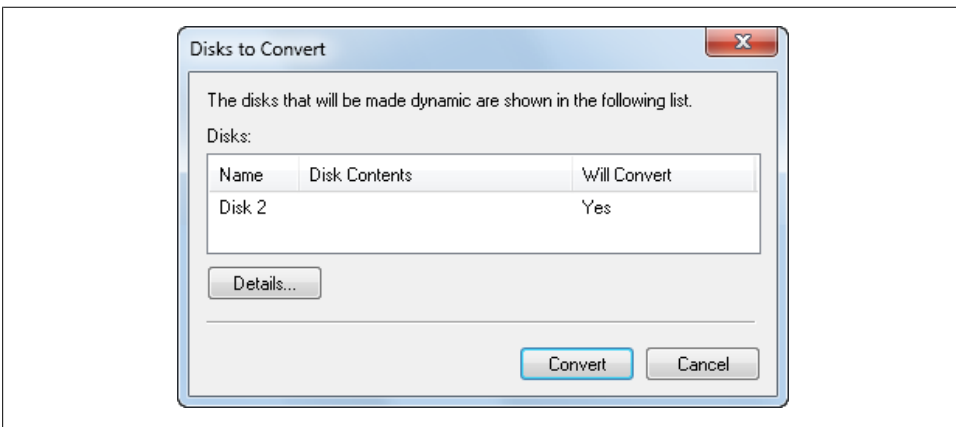 Disks to Convert
The disks that will be made dynamic are shown in the following list.
Disks:
Name Disk Contents Will Convert
Disk 2 Yes
Details...
Convert Cancel